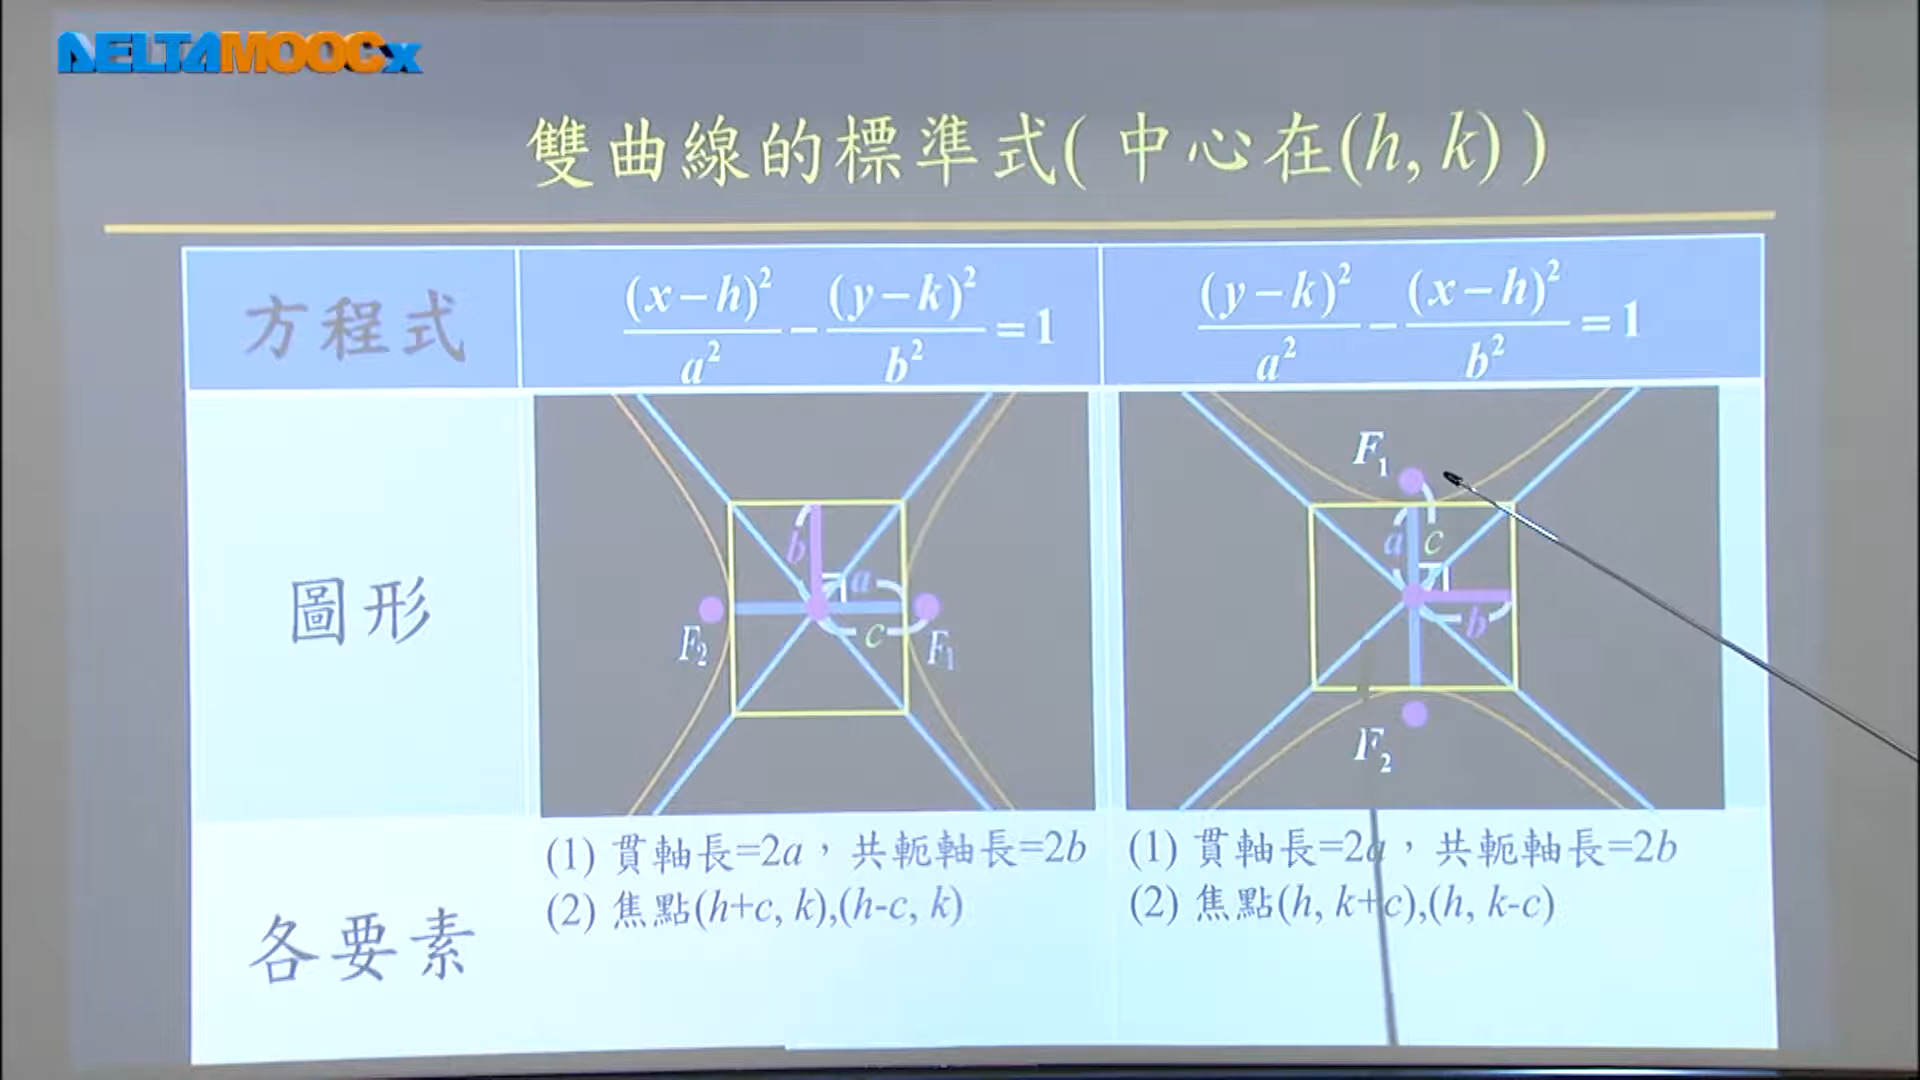 DELTAMOOCx
雙曲線的標準式( 中心在(h, k) )
方程式
(x－h)²/a² － (y－k)²/b² ＝1
(y－k)²/a² － (x－h)²/b² ＝1
圖形
b
a
c
F₂
F₁
F₁
a
c
b
F₂
各要素
(1) 貫軸長=2a，共軛軸長=2b
(2) 焦點(h+c, k),(h-c, k)
(1) 貫軸長=2a，共軛軸長=2b
(2) 焦點(h, k+c),(h, k-c)